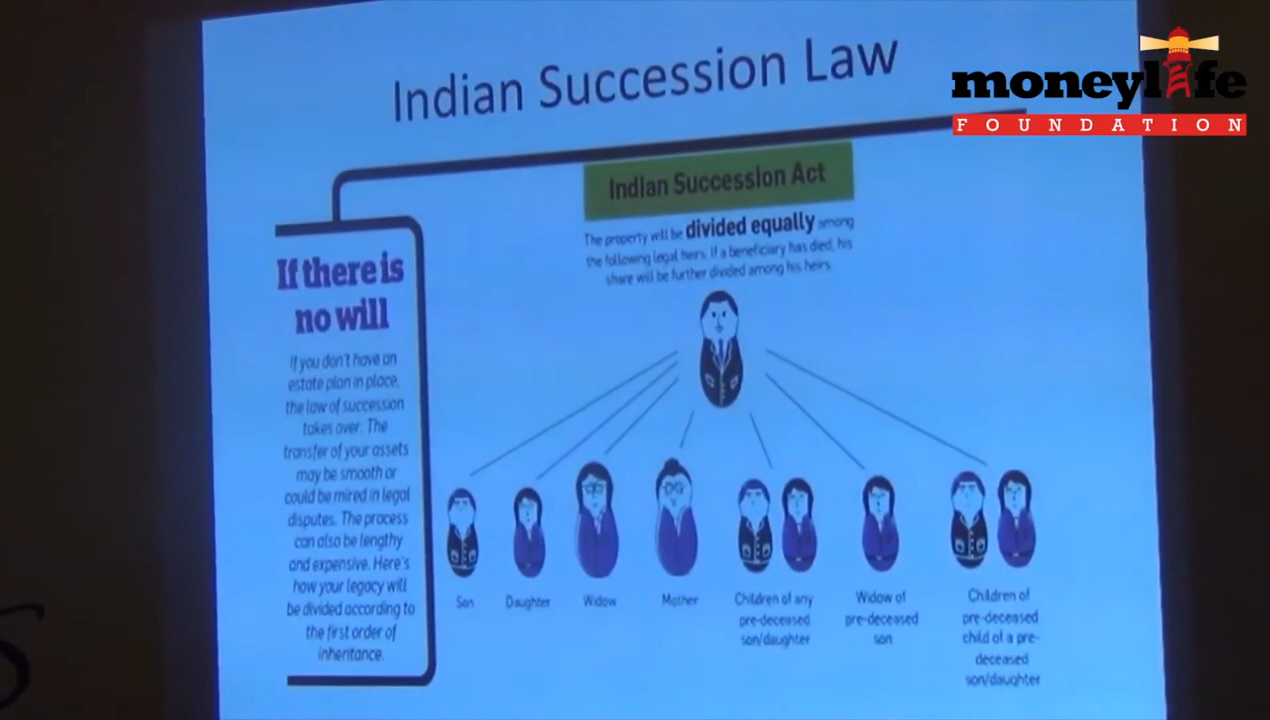 Indian Succession Law
moneylife
FOUNDATION
Indian Succession Act
The property will be divided equally among
the following legal heirs. If a beneficiary has died, his
share will be further divided among his heirs.
If there is
no will
If you don't have an
estate plan in place,
the law of succession
takes over. The
transfer of your assets
may be smooth or
could be mired in legal
disputes. The process
can also be lengthy
and expensive. Here's
how your legacy will
be divided according to
the first order of
inheritance.
Son
Daughter
Widow
Mother
Children of any
pre-deceased
son/daughter
Widow of
pre-deceased
son
Children of
pre-deceased
child of a pre-
deceased
son/daughter